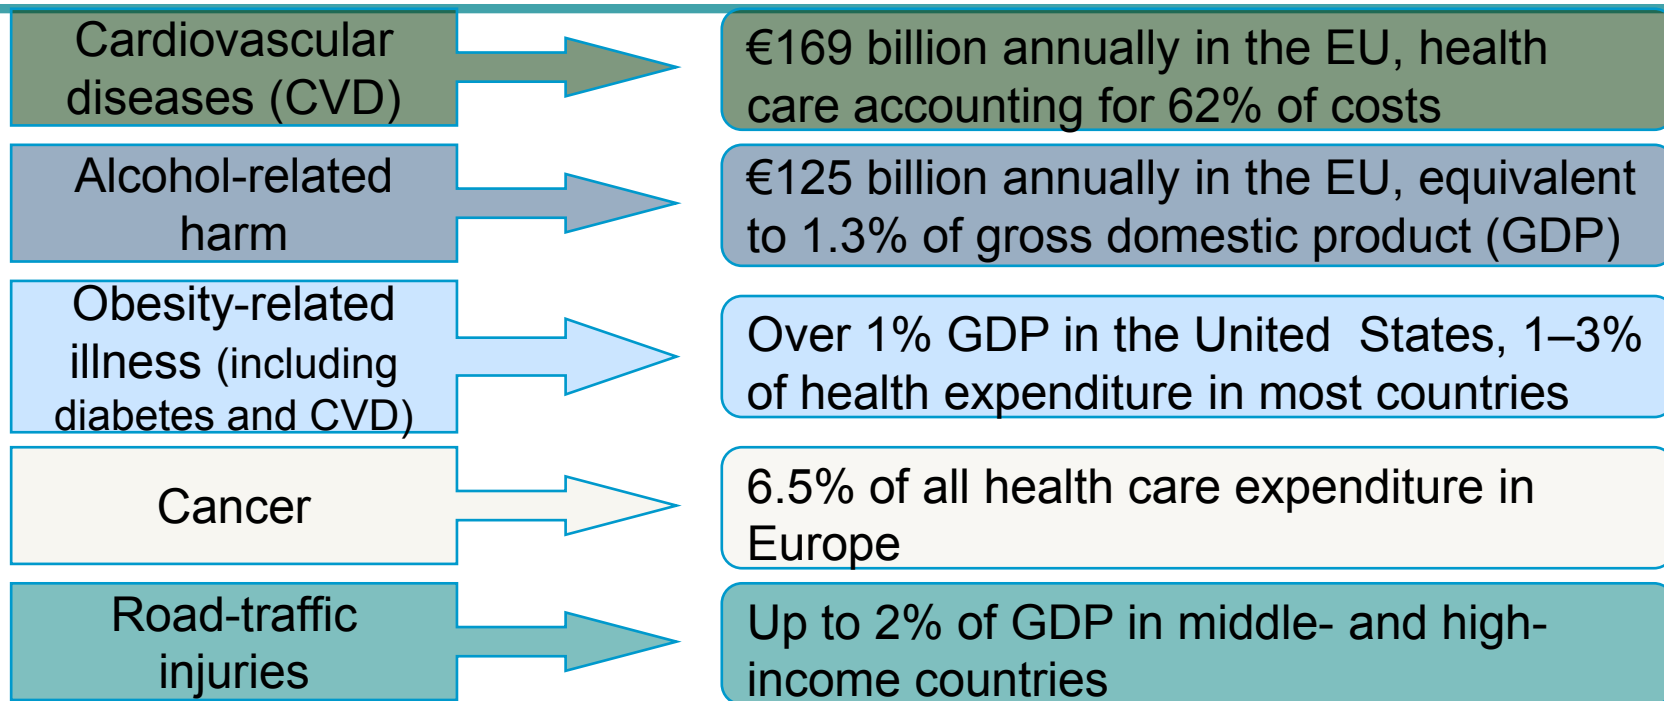 Cardiovascular
diseases (CVD)
€169 billion annually in the EU, health
care accounting for 62% of costs
Alcohol-related
harm
€125 billion annually in the EU, equivalent
to 1.3% of gross domestic product (GDP)
Obesity-related
illness (including
diabetes and CVD)
Over 1% GDP in the United  States, 1–3%
of health expenditure in most countries
Cancer
6.5% of all health care expenditure in
Europe
Road-traffic
injuries
Up to 2% of GDP in middle- and high-
income countries